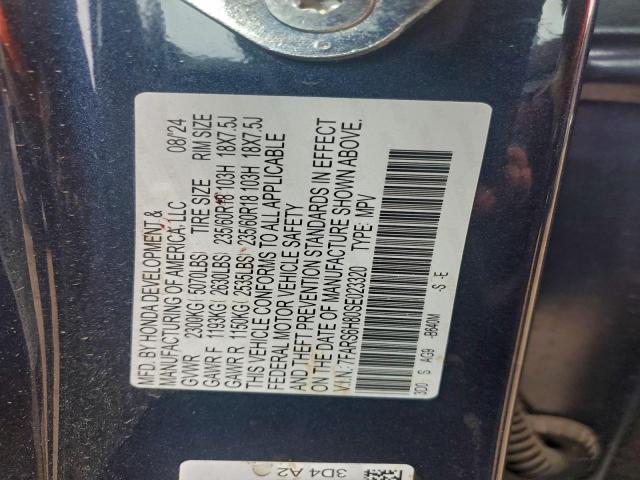 MFD. BY HONDA DEVELOPMENT &
MANUFACTURING OF AMERICA, LLC 08/24
GVWR 2300KG( 5070LBS) TIRE SIZE RIM SIZE
GAWR F 1193KG( 2630LBS) 235/60R18 103H 18X7.5J
GAWR R 1150KG( 2535LBS) 235/60R18 103H 18X7.5J
THIS VEHICLE CONFORMS TO ALL APPLICABLE
FEDERAL MOTOR VEHICLE SAFETY
AND THEFT PREVENTION STANDARDS IN EFFECT
ON THE DATE OF MANUFACTURE SHOWN ABOVE.
V.I.N.: 7FARS6H80SE023320 TYPE: MPV
3D0 S AG9 -B640M -S -E
3D4 A2